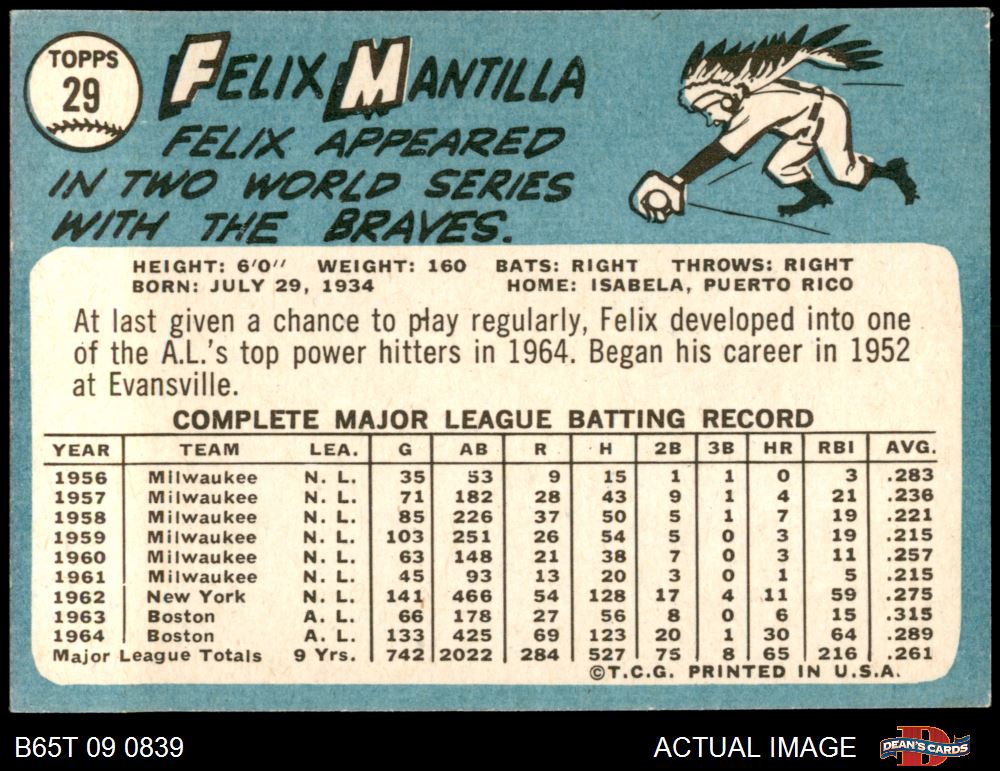 TOPPS
29
FELIX MANTILLA
FELIX APPEARED
IN TWO WORLD SERIES
WITH THE BRAVES.
HEIGHT: 6'0" WEIGHT: 160 BATS: RIGHT THROWS: RIGHT
BORN: JULY 29, 1934 HOME: ISABELA, PUERTO RICO
At last given a chance to play regularly, Felix developed into one
of the A.L.'s top power hitters in 1964. Began his career in 1952
at Evansville.
COMPLETE MAJOR LEAGUE BATTING RECORD
YEAR TEAM LEA. G AB R H 2B 3B HR RBI AVG.
1956 Milwaukee N. L. 35 53 9 15 1 1 0 3 .283
1957 Milwaukee N. L. 71 182 28 43 9 1 4 21 .236
1958 Milwaukee N. L. 85 226 37 50 5 1 7 19 .221
1959 Milwaukee N. L. 103 251 26 54 5 0 3 19 .215
1960 Milwaukee N. L. 63 148 21 38 7 0 3 11 .257
1961 Milwaukee N. L. 45 93 13 20 3 0 1 5 .215
1962 New York N. L. 141 466 54 128 17 4 11 59 .275
1963 Boston A. L. 66 178 27 56 8 0 6 15 .315
1964 Boston A. L. 133 425 69 123 20 1 30 64 .289
Major League Totals 9 Yrs. 742 2022 284 527 75 8 65 216 .261
©T.C.G. PRINTED IN U.S.A.
B65T 09 0839 ACTUAL IMAGE DEAN'S CARDS